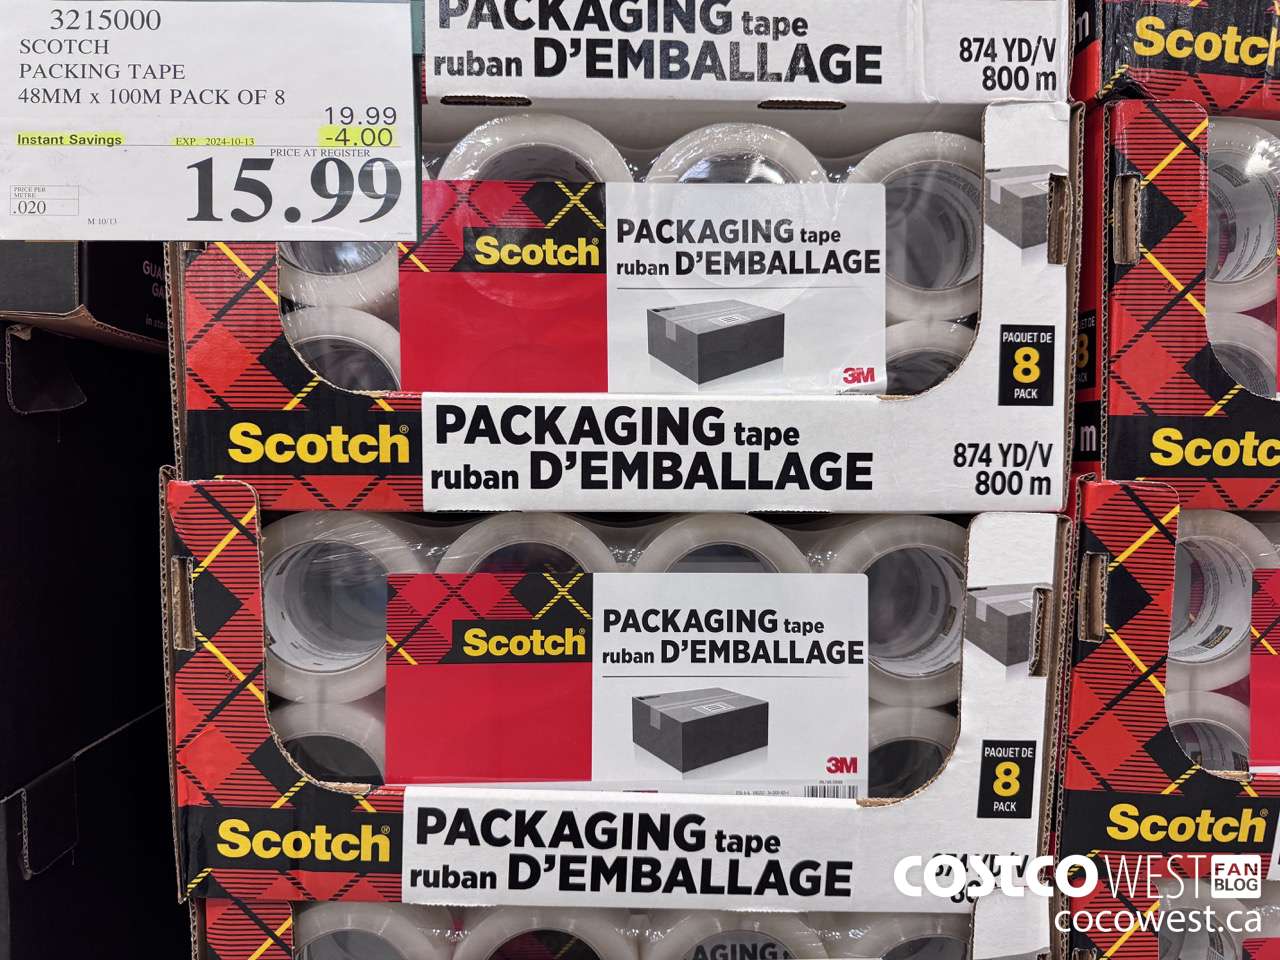 3215000
SCOTCH
PACKING TAPE
48MM x 100M PACK OF 8
19.99
Instant Savings EXP. 2024-10-13 -4.00
PRICE AT REGISTER
15.99
PRICE PER
METRE
.020
M 10/13
PACKAGING tape
ruban D'EMBALLAGE
874 YD/V
800 m
Scotch
Scotch®
PACKAGING tape
ruban D'EMBALLAGE
3M
PAQUET DE
8
PACK
Scotch®
PACKAGING tape
ruban D'EMBALLAGE
874 YD/V
800 m
m
Scotch
Scotch®
PACKAGING tape
ruban D'EMBALLAGE
3M
PAQUET DE
8
PACK
Scotch®
PACKAGING tape
ruban D'EMBALLAGE
874 YD/V
Scotch®
AGING
COSTCO WEST FAN BLOG
cocowest.ca